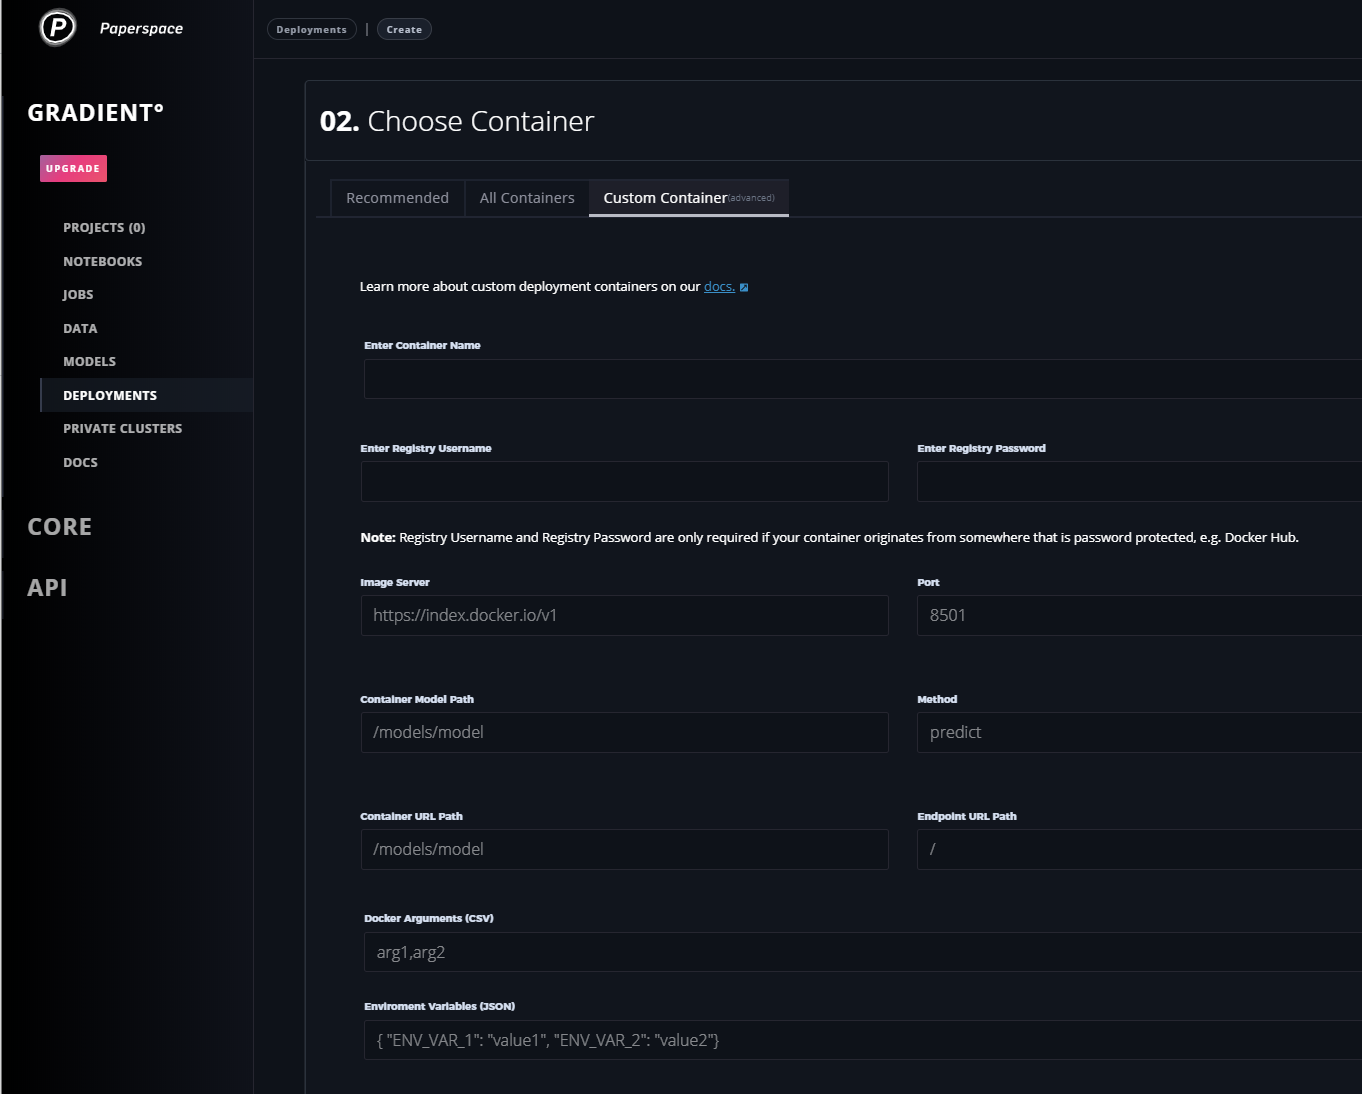 P Paperspace
Deployments | Create
GRADIENT°
UPGRADE
PROJECTS (0)
NOTEBOOKS
JOBS
DATA
MODELS
DEPLOYMENTS
PRIVATE CLUSTERS
DOCS
CORE
API
02. Choose Container
Recommended All Containers Custom Container(advanced)
Learn more about custom deployment containers on our docs.
Enter Container Name
Enter Registry Username Enter Registry Password
Note: Registry Username and Registry Password are only required if your container originates from somewhere that is password protected, e.g. Docker Hub.
Image Server Port
https://index.docker.io/v1 8501
Container Model Path Method
/models/model predict
Container URL Path Endpoint URL Path
/models/model /
Docker Arguments (CSV)
arg1,arg2
Enviroment Variables (JSON)
{ "ENV_VAR_1": "value1", "ENV_VAR_2": "value2"}